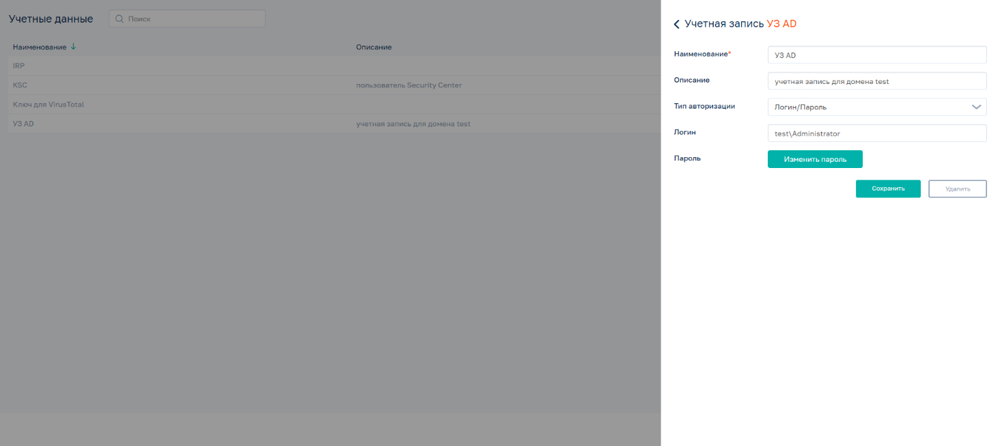 Учетные данные
Поиск
Наименование Описание
IRP
KSC пользователь Security Center
Ключ для VirusTotal
УЗ AD учетная запись для домена test
Учетная запись УЗ AD
Наименование* УЗ AD
Описание учетная запись для домена test
Тип авторизации Логин/Пароль
Логин test\Administrator
Пароль Изменить пароль
Сохранить Удалить